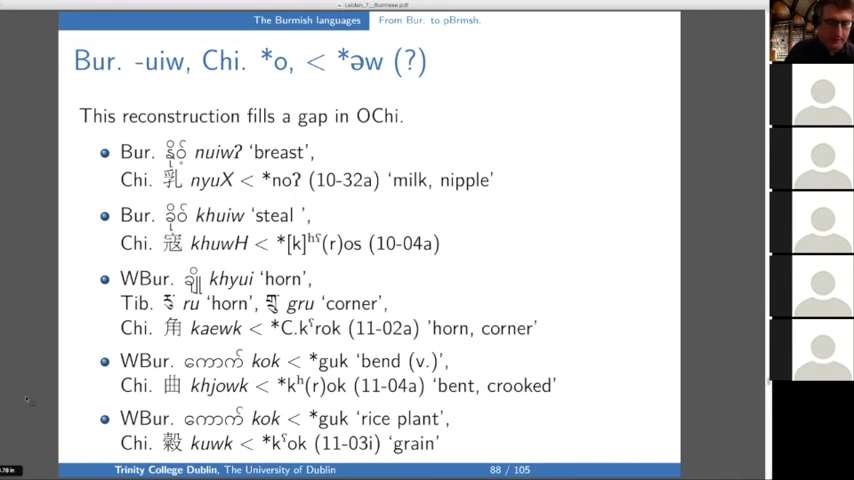 Leiden_7__Burmese.pdf
The Burmish languages From Bur. to pBrmsh.
Bur. -uiw, Chi. *o, < *əw (?)
This reconstruction fills a gap in OChi.
Bur. နိုဝ့် nuiwʔ ‘breast’,
Chi. 乳 nyuX < *noʔ (10-32a) ‘milk, nipple’
Bur. ခိုဝ် khuiw ‘steal ’,
Chi. 寇 khuwH < *[k]ʰˤ(r)os (10-04a)
WBur. ချို khyui ‘horn’,
Tib. རུ ru ‘horn’, གྲུ gru ‘corner’,
Chi. 角 kaewk < *C.kˤrok (11-02a) 'horn, corner’
WBur. ကောက် kok < *guk ‘bend (v.)’,
Chi. 曲 khjowk < *kʰ(r)ok (11-04a) ‘bent, crooked’
WBur. ကောက် kok < *guk ‘rice plant’,
Chi. 穀 kuwk < *kˤok (11-03i) ‘grain’
Trinity College Dublin, The University of Dublin 88 / 105